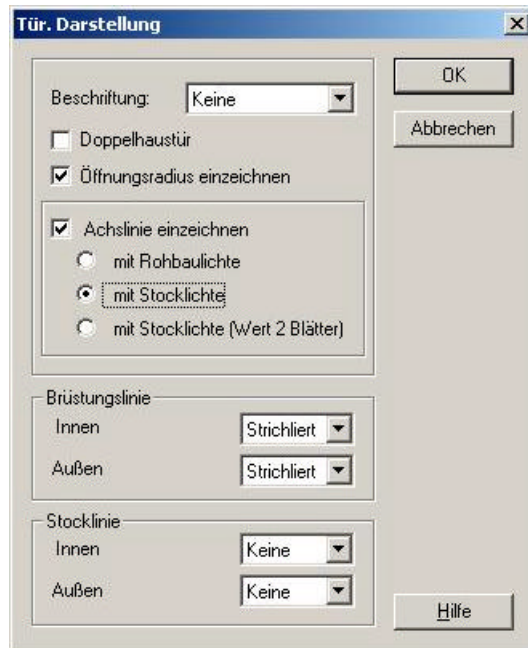 Tür. Darstellung
Beschriftung: Keine
Doppelhaustür
Öffnungsradius einzeichnen
Achslinie einzeichnen
mit Rohbaulichte
mit Stocklichte
mit Stocklichte (Wert 2 Blätter)
Brüstungslinie
Innen Strichliert
Außen Strichliert
Stocklinie
Innen Keine
Außen Keine
OK
Abbrechen
Hilfe